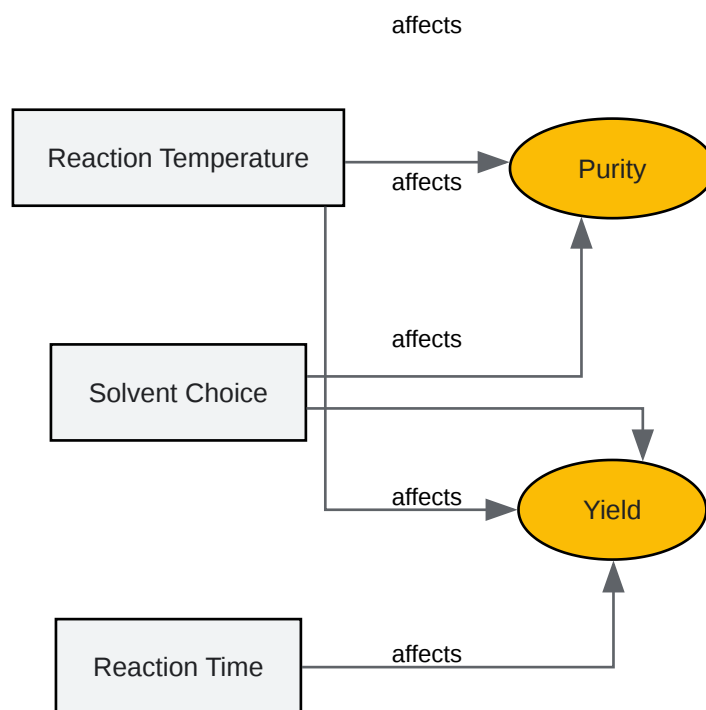 affects
Reaction Temperature
affects
Purity
affects
Solvent Choice
affects
Yield
affects
Reaction Time